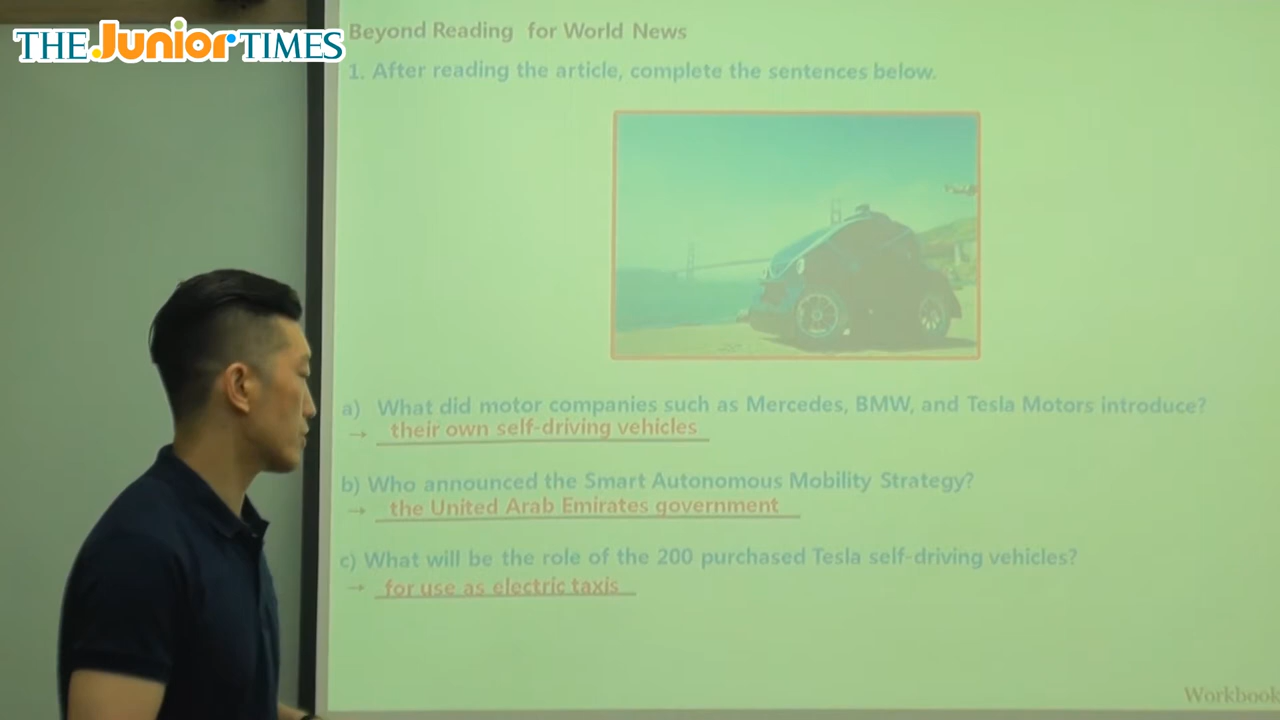 THE Junior TIMES
Beyond Reading for World News
1. After reading the article, complete the sentences below.
a) What did motor companies such as Mercedes, BMW, and Tesla Motors introduce?
→ their own self-driving vehicles
b) Who announced the Smart Autonomous Mobility Strategy?
→ the United Arab Emirates government
c) What will be the role of the 200 purchased Tesla self-driving vehicles?
→ for use as electric taxis
Workbook